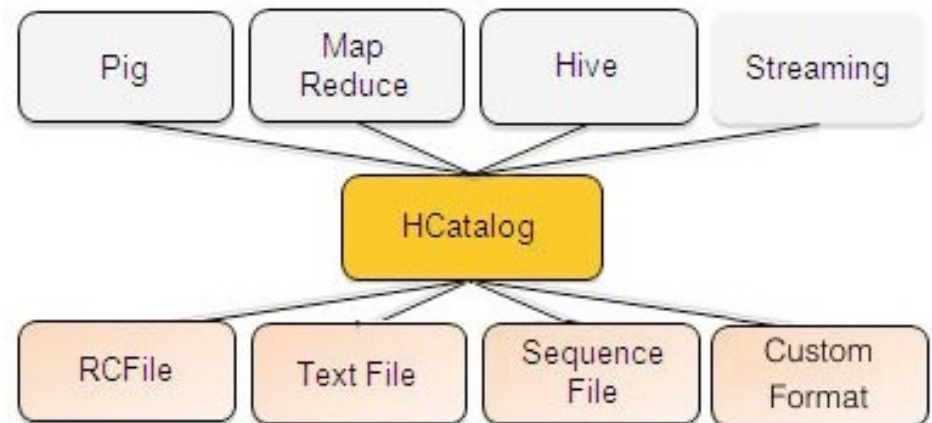 Pig
Map
Reduce
Hive
Streaming
HCatalog
RCFile
Text File
Sequence
File
Custom
Format